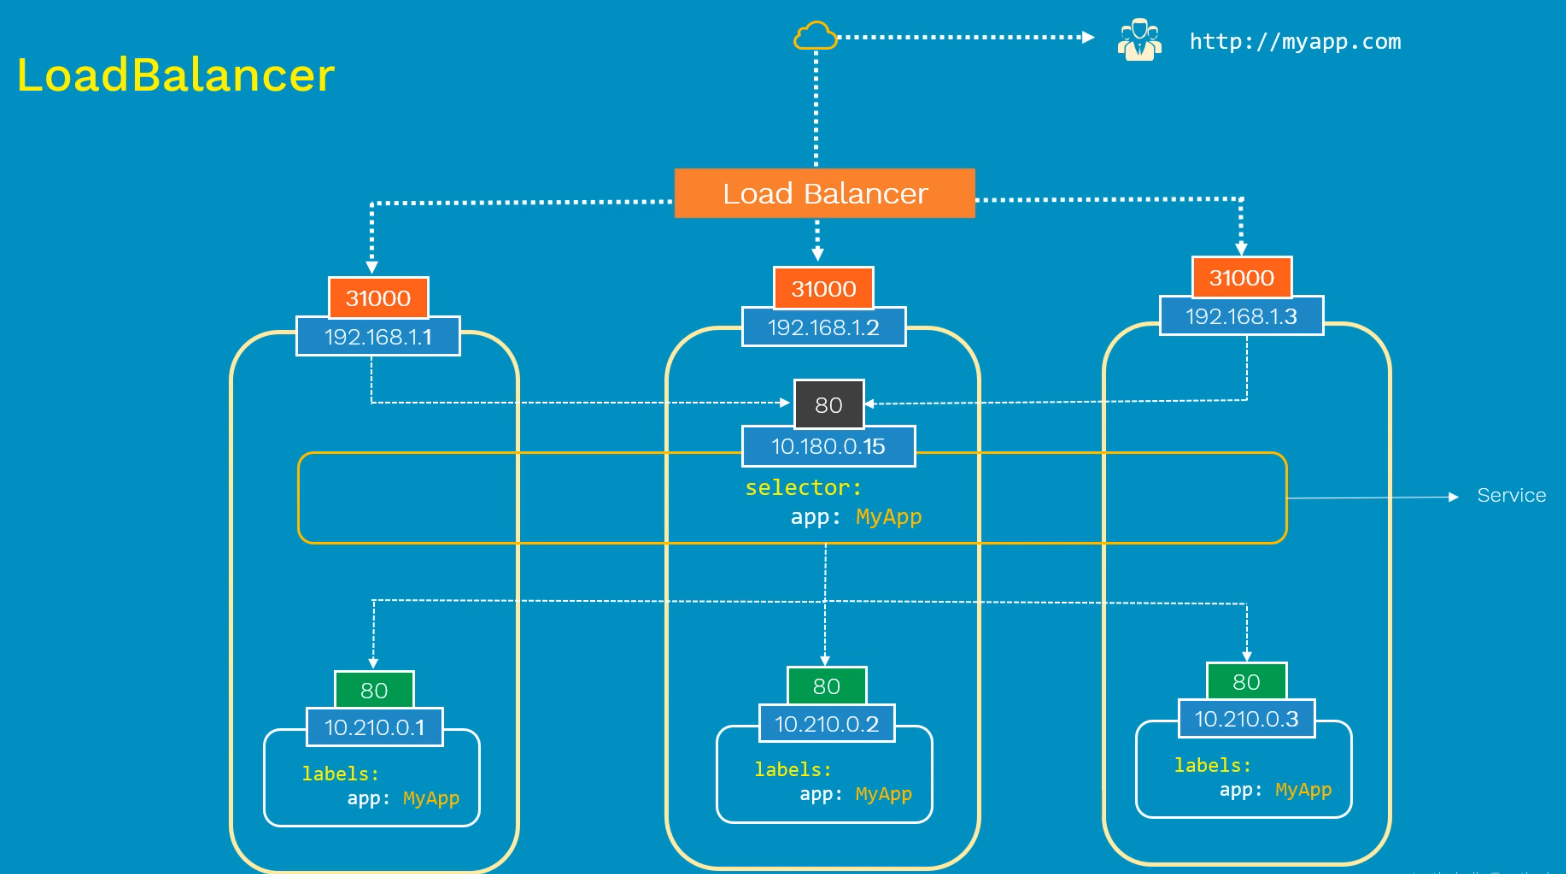 http://myapp.com
LoadBalancer
Load Balancer
31000
192.168.1.1
31000
192.168.1.2
31000
192.168.1.3
80
10.180.0.15
selector:
app: MyApp
Service
80
10.210.0.1
labels:
app: MyApp
80
10.210.0.2
labels:
app: MyApp
80
10.210.0.3
labels:
app: MyApp